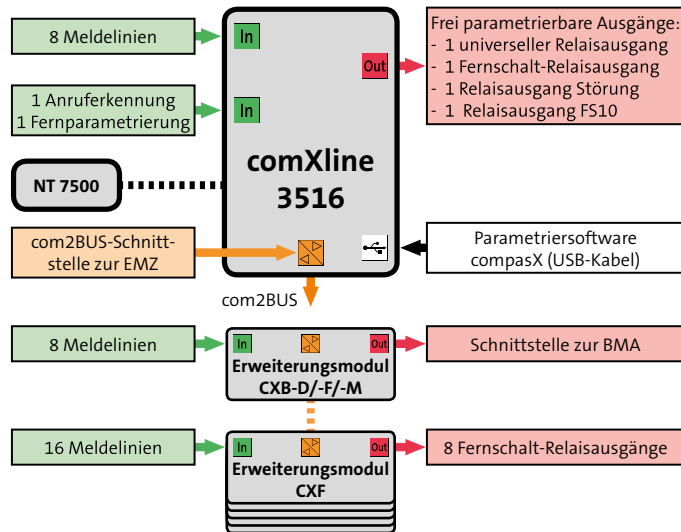 8 Meldelinien
In
Out
Frei parametrierbare Ausgänge:
- 1 universeller Relaisausgang
- 1 Fernschalt-Relaisausgang
- 1 Relaisausgang Störung
- 1 Relaisausgang FS10
1 Anruferkennung
1 Fernparametrierung
In
comXline
3516
NT 7500
com2BUS-Schnitt-
stelle zur EMZ
Parametriersoftware
compasX (USB-Kabel)
com2BUS
8 Meldelinien
In
Out
Erweiterungsmodul
CXB-D/-F/-M
Schnittstelle zur BMA
16 Meldelinien
In
Out
Erweiterungsmodul
CXF
8 Fernschalt-Relaisausgänge